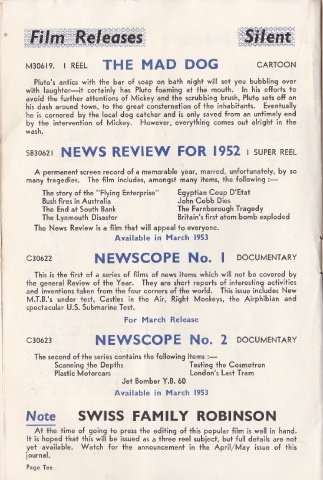 Film Releases Silent
M30619. 1 REEL THE MAD DOG CARTOON
Pluto's antics with the bar of soap on bath night will set you bubbling over
with laughter—it certainly has Pluto foaming at the mouth. In his efforts to
avoid the further attentions of Mickey and the scrubbing brush, Pluto sets off on
his dash around town, to the great consternation of the inhabitants. Eventually
he is cornered by the local dog catcher and is only saved from an untimely end
by the intervention of Mickey. However, everything comes out alright in the
wash.
SB30621 NEWS REVIEW FOR 1952 1 SUPER REEL
A permanent screen record of a memorable year, marred, unfortunately, by so
many tragedies. The film includes, amongst many items, the following :—
The story of the "Flying Enterprise" Egyptian Coup D'Etat
Bush fires in Australia John Cobb Dies
The End at South Bank The Farnborough Tragedy
The Lynmouth Disaster Britain's first atom bomb exploded
The News Review is a film that will appeal to everyone.
Available in March 1953
C30622 NEWSCOPE No. 1 DOCUMENTARY
This is the first of a series of films of news items which will not be covered by
the general Review of the Year. They are short reports of interesting activities
and inventions taken from the four corners of the world. This issue includes New
M.T.B.'s under test, Castles in the Air, Right Monkeys, the Airphibian and
spectacular U.S. Submarine Test.
For March Release
C30623 NEWSCOPE No. 2 DOCUMENTARY
The second of the series contains the following items :—
Scanning the Depths Testing the Cosmotron
Plastic Motorcars London's Last Tram
Jet Bomber Y.B. 60
Available in March 1953
Note SWISS FAMILY ROBINSON
At the time of going to press the editing of this popular film is well in hand.
It is hoped that this will be issued as a three reel subject, but full details are not
yet available. Watch for the announcement in the April/May issue of this
journal.
Page Ten